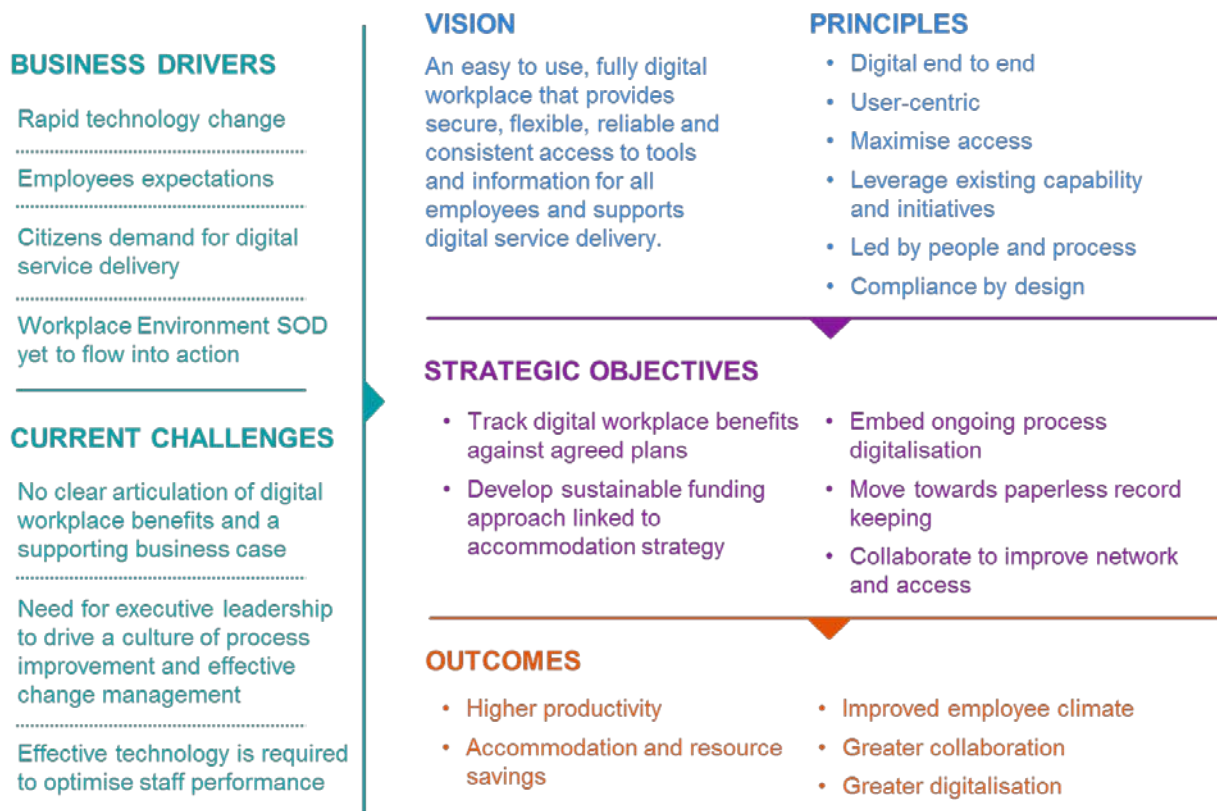 BUSINESS DRIVERS
Rapid technology change
Employees expectations
Citizens demand for digital
service delivery
Workplace Environment SOD
yet to flow into action
CURRENT CHALLENGES
No clear articulation of digital
workplace benefits and a
supporting business case
Need for executive leadership
to drive a culture of process
improvement and effective
change management
Effective technology is required
to optimise staff performance
VISION
An easy to use, fully digital
workplace that provides
secure, flexible, reliable and
consistent access to tools
and information for all
employees and supports
digital service delivery.
PRINCIPLES
• Digital end to end
• User-centric
• Maximise access
• Leverage existing capability
and initiatives
• Led by people and process
• Compliance by design
STRATEGIC OBJECTIVES
• Track digital workplace benefits
against agreed plans
• Develop sustainable funding
approach linked to
accommodation strategy
• Embed ongoing process
digitalisation
• Move towards paperless record
keeping
• Collaborate to improve network
and access
OUTCOMES
• Higher productivity
• Accommodation and resource
savings
• Improved employee climate
• Greater collaboration
• Greater digitalisation